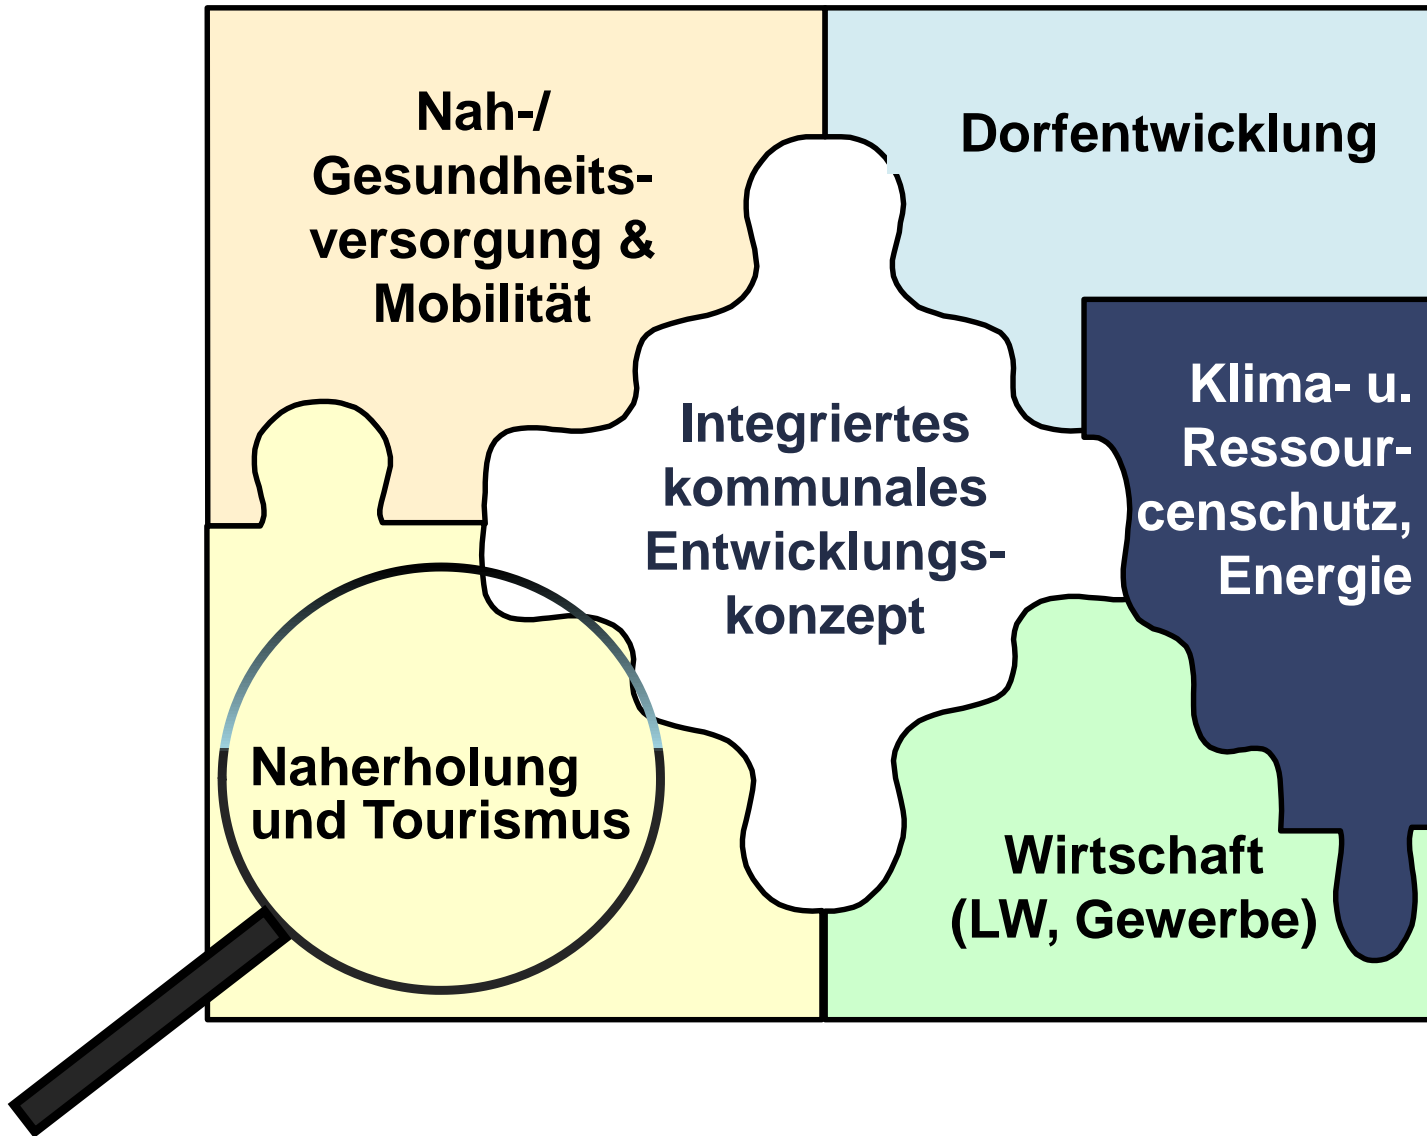 Nah-/
Gesundheits-
versorgung &
Mobilität
Dorfentwicklung
Integriertes
kommunales
Entwicklungs-
konzept
Klima- u.
Ressour-
censchutz,
Energie
Naherholung
und Tourismus
Wirtschaft
(LW, Gewerbe)